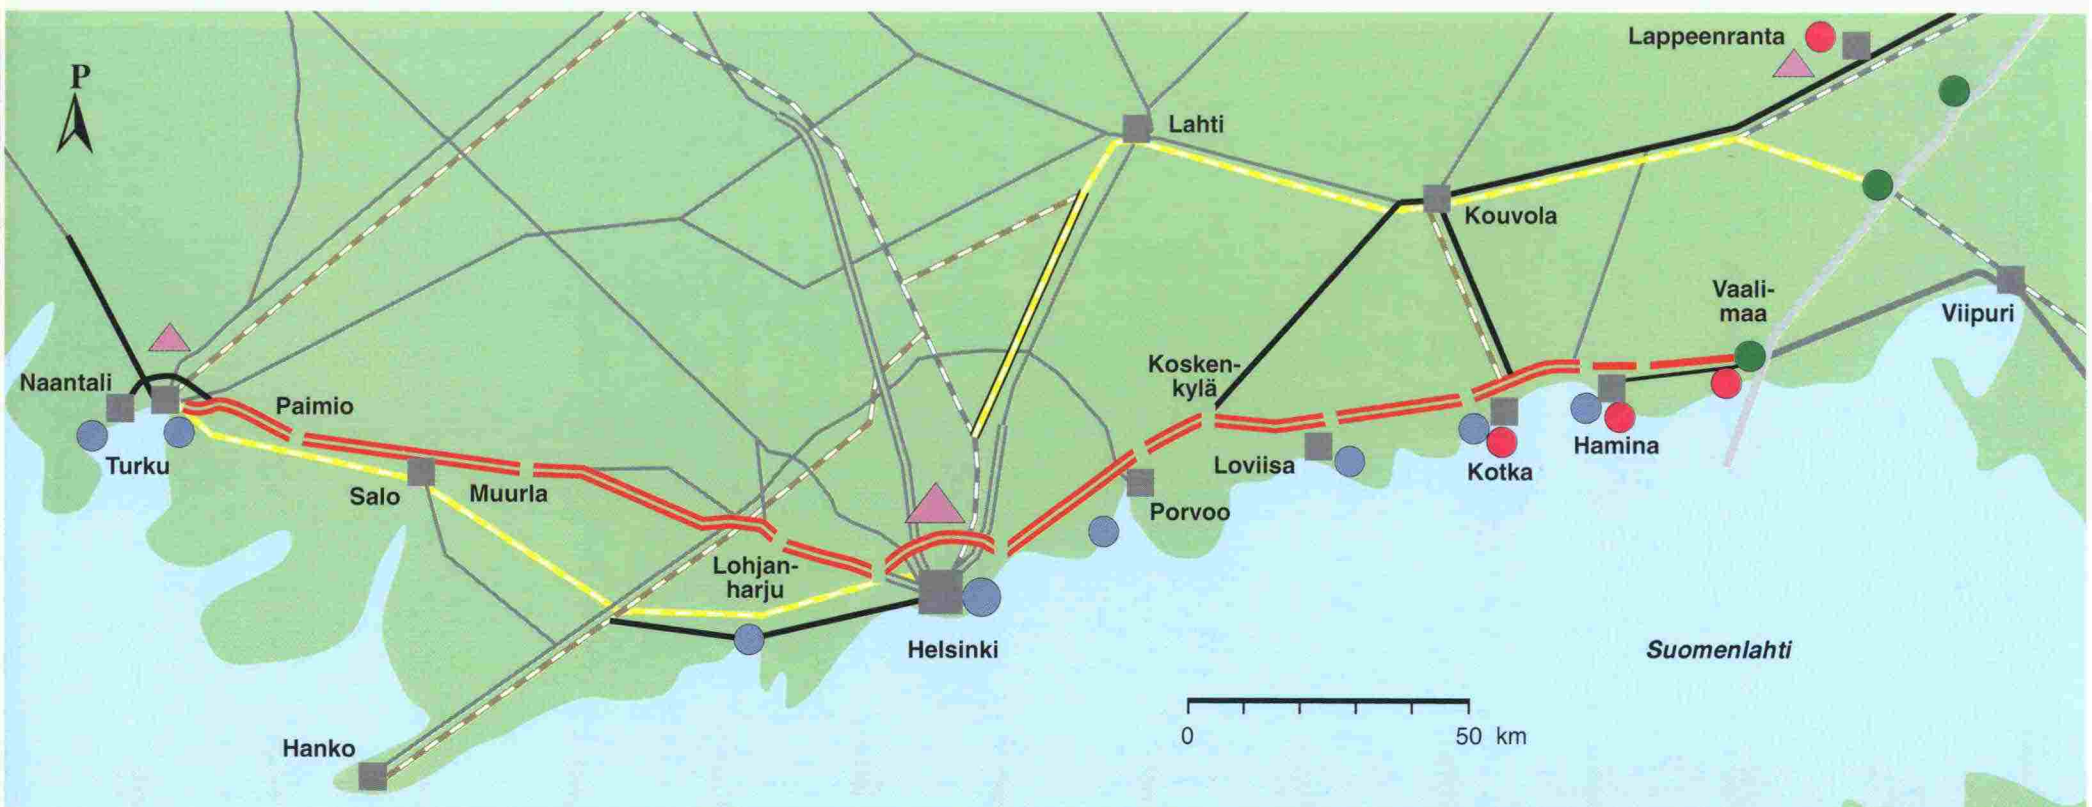 P
Lappeenranta
Lahti
Kouvola
Vaali-
maa
Viipuri
Kosken-
kylä
Naantali
Paimio
Turku
Salo
Muurla
Loviisa
Kotka
Hamina
Porvoo
Lohjan-
harju
Helsinki
Suomenlahti
Hanko
0
50 km